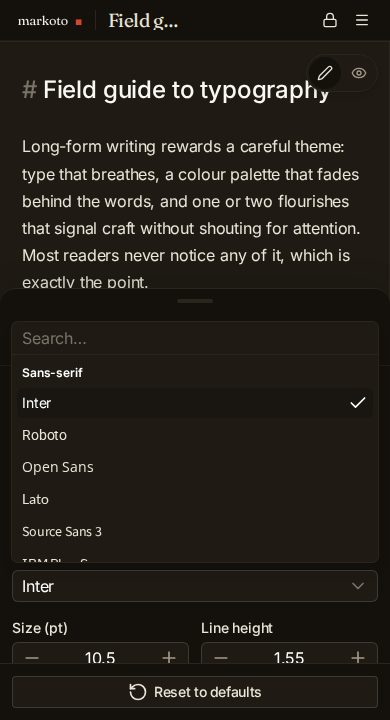 markoto
Field g...
# Field guide to typography
Long-form writing rewards a careful theme:
type that breathes, a colour palette that fades
behind the words, and one or two flourishes
that signal craft without shouting for attention.
Most readers never notice any of it, which is
exactly the point.
Search...
Sans-serif
Inter
Roboto
Open Sans
Lato
Source Sans 3
Inter
Size (pt)
Line height
10.5
1.55
Reset to defaults